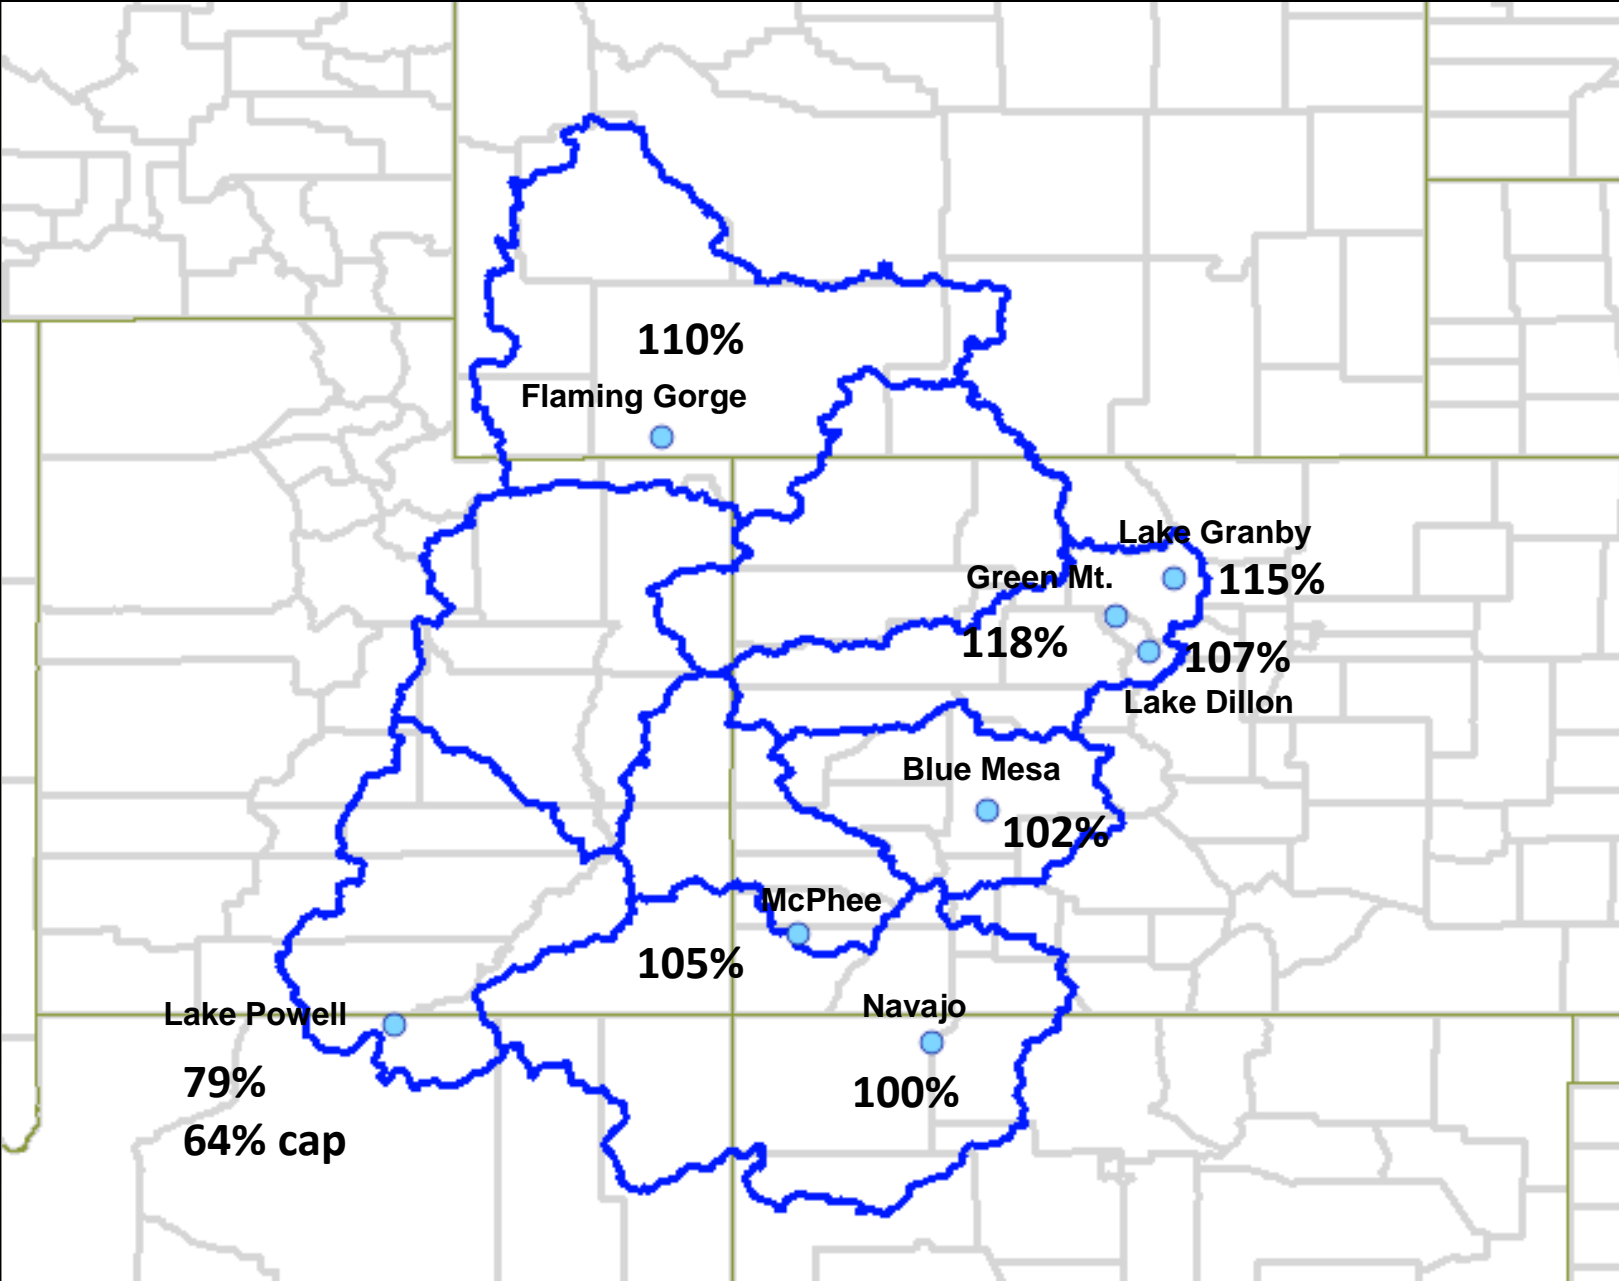 110%
Flaming Gorge
Lake Granby
115%
Green Mt.
118%
107%
Lake Dillon
Blue Mesa
102%
McPhee
105%
Navajo
100%
Lake Powell
79%
64% cap